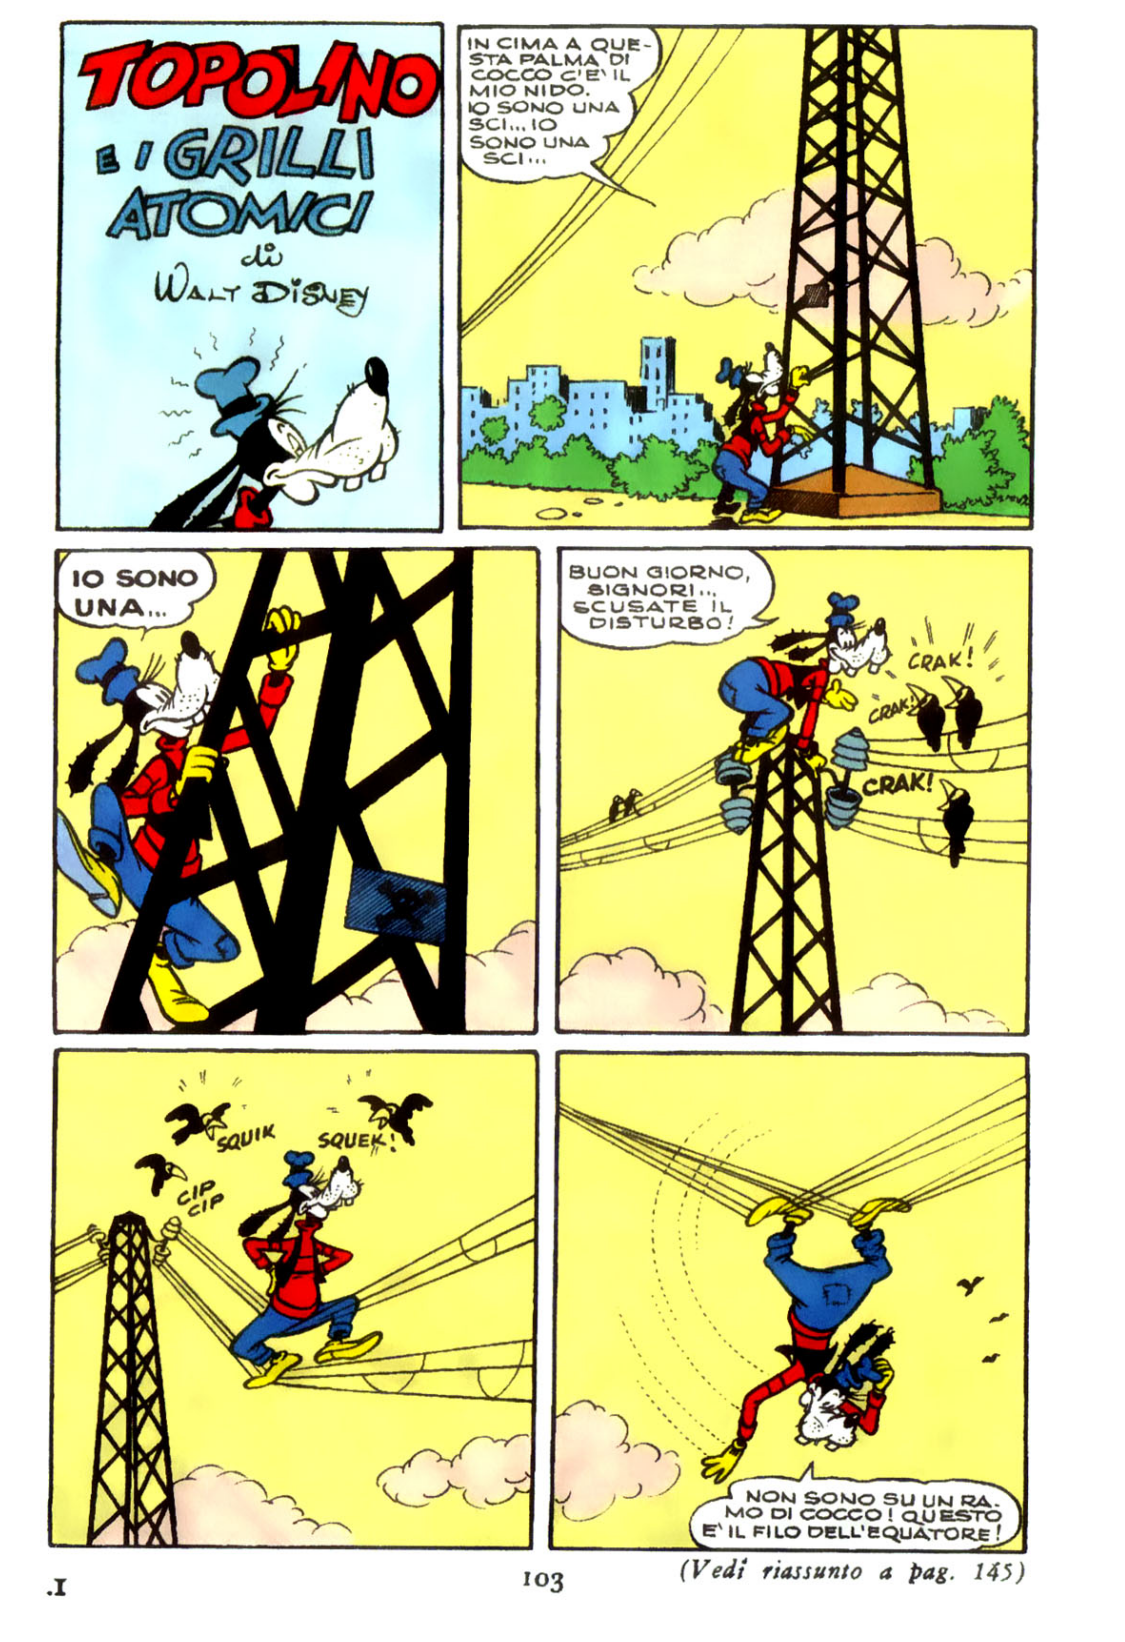 TOPOLINO
E I GRILLI
ATOMICI
di
WALT DISNEY
IN CIMA A QUE-
STA PALMA DI
COCCO C'E' IL
MIO NIDO.
IO SONO UNA
SCI... IO
SONO UNA
SCI...
IO SONO
UNA...
BUON GIORNO,
SIGNORI...
SCUSATE IL
DISTURBO!
CRAK!
CRAK!
CRAK!
SQUIK
SQUEK!
CIP
CIP
NON SONO SU UN RA-
MO DI COCCO! QUESTO
E' IL FILO DELL'EQUATORE!
(Vedi riassunto a pag. 145)
103
.I